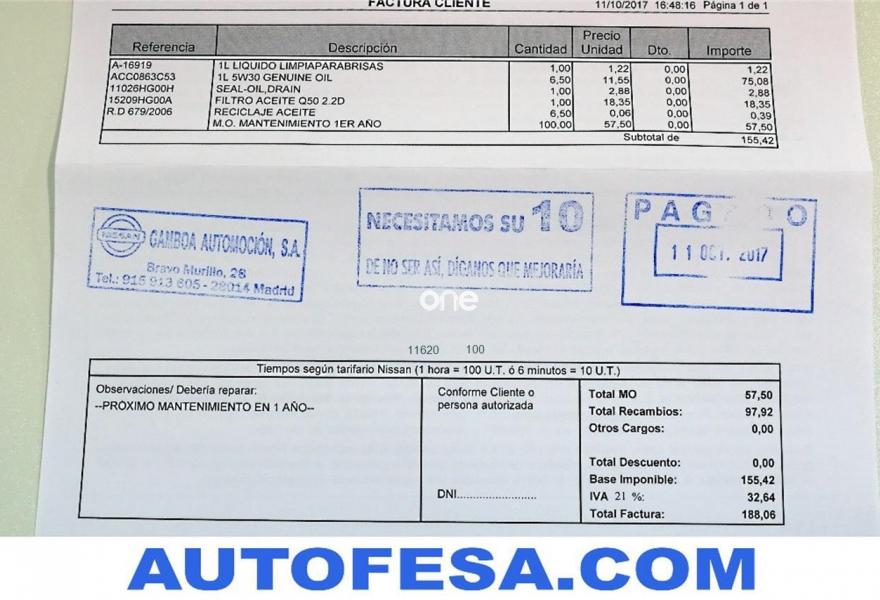 FACTURA CLIENTE
11/10/2017 16:48:16 Página 1 de 1
Referencia Descripción Cantidad Precio Unidad Dto. Importe
A-16919 1L LIQUIDO LIMPIAPARABRISAS 1,00 1,22 0,00 1,22
ACC0863C53 1L 5W30 GENUINE OIL 6,50 11,55 0,00 75,08
11026HG00H SEAL-OIL,DRAIN 1,00 2,88 0,00 2,88
15209HG00A FILTRO ACEITE Q50 2.2D 1,00 18,35 0,00 18,35
R.D 679/2006 RECICLAJE ACEITE 6,50 0,06 0,00 0,39
M.O. MANTENIMIENTO 1ER AÑO 100,00 57,50 0,00 57,50
Subtotal de 155,42
NISSAN GAMBOA AUTOMOCIÓN, S.A.
Bravo Murillo, 28
Tel.: 915 913 605 - 28014 Madrid
NECESITAMOS SU 10
DE NO SER ASÍ, DÍGANOS QUE MEJORARÍA
PAGADO
11 OCT. 2017
one
11620 100
Tiempos según tarifario Nissan (1 hora = 100 U.T. ó 6 minutos = 10 U.T.)
Observaciones/ Debería reparar:
--PRÓXIMO MANTENIMIENTO EN 1 AÑO--
Conforme Cliente o
persona autorizada
DNI.........................
Total MO 57,50
Total Recambios: 97,92
Otros Cargos: 0,00
Total Descuento: 0,00
Base Imponible: 155,42
IVA 21 %: 32,64
Total Factura: 188,06
AUTOFESA.COM